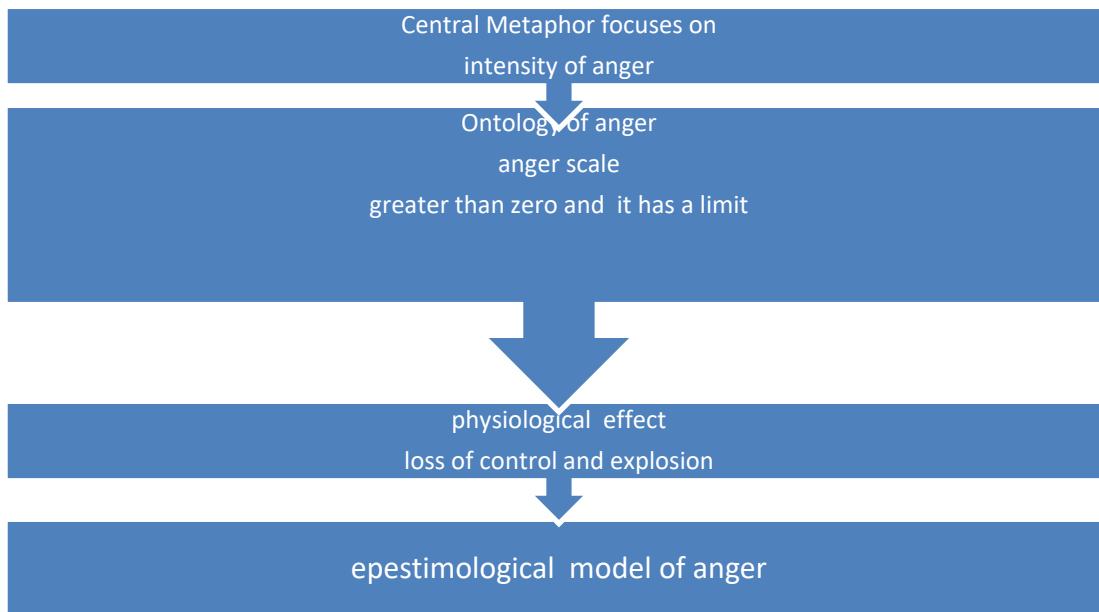 Central Metaphor focuses on
intensity of anger
Ontology of anger
anger scale
greater than zero and  it has a limit
physiological  effect
loss of control and explosion
epestimological  model of anger